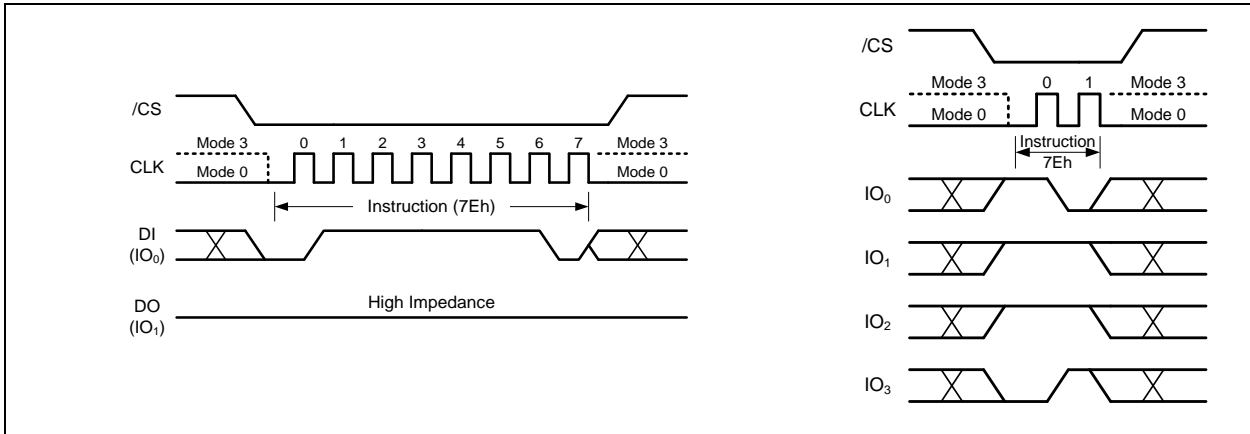 /CS
Mode 3 0 1 2 3 4 5 6 7 Mode 3
CLK
Mode 0 Mode 0
Instruction (7Eh)
DI
(IO₀)
High Impedance
DO
(IO₁)
/CS
Mode 3 0 1 Mode 3
CLK
Mode 0 Mode 0
Instruction
7Eh
IO₀
IO₁
IO₂
IO₃